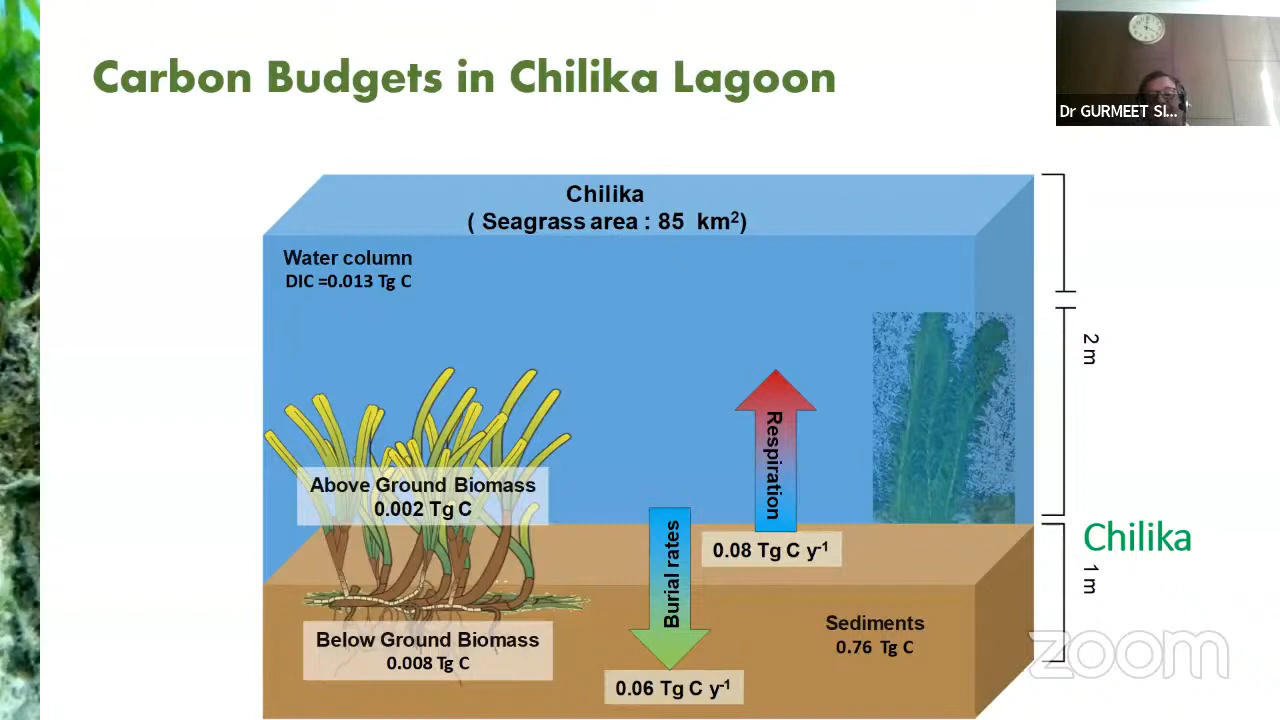 Carbon Budgets in Chilika Lagoon
Dr GURMEET SI...
Chilika
( Seagrass area : 85 km²)
Water column
DIC =0.013 Tg C
2 m
Respiration
Above Ground Biomass
0.002 Tg C
Burial rates
0.08 Tg C y⁻¹
Chilika
1 m
Sediments
0.76 Tg C
Below Ground Biomass
0.008 Tg C
0.06 Tg C y⁻¹
zoom